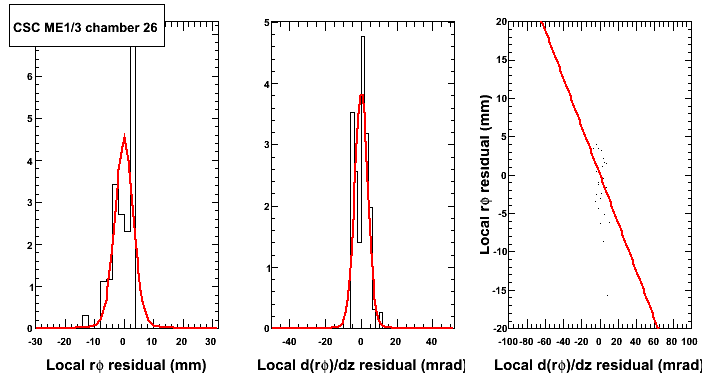 CSC ME1/3 chamber 26
6
5
4
3
2
1
0
-30 -20 -10 0 10 20 30
Local rϕ residual (mm)
5
4
3
2
1
0
-40 -20 0 20 40
Local d(rϕ)/dz residual (mrad)
Local rϕ residual (mm)
20
15
10
5
0
-5
-10
-15
-20
-100 -80 -60 -40 -20 0 20 40 60 80 100
Local d(rϕ)/dz residual (mrad)